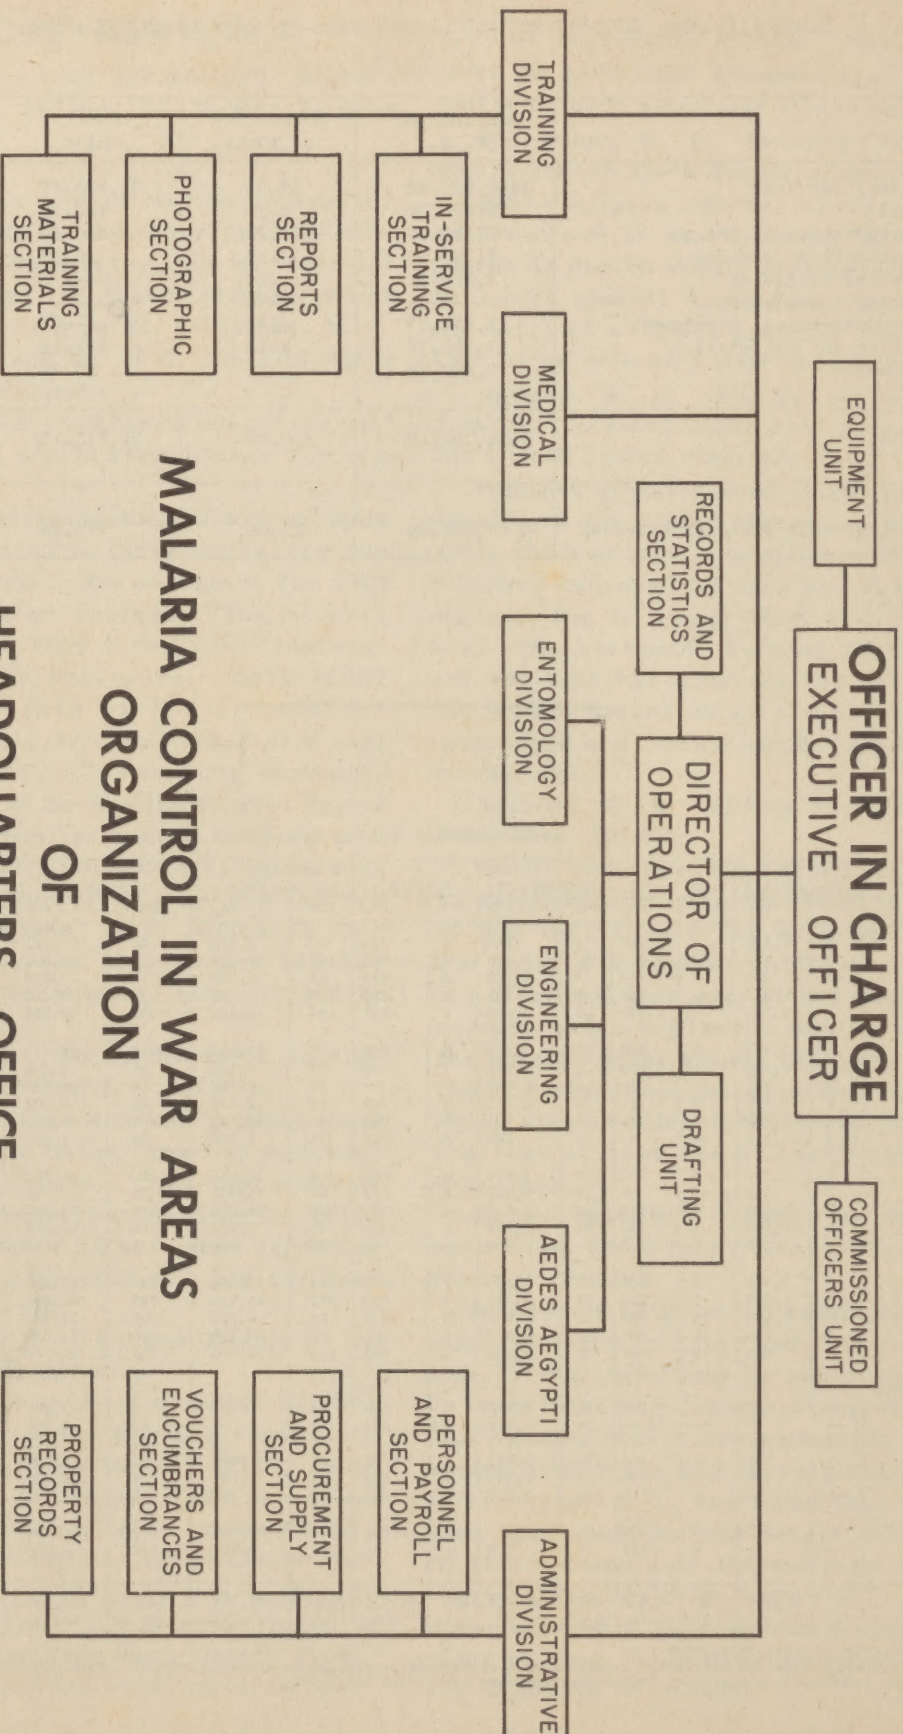 OFFICER IN CHARGE
EXECUTIVE OFFICER
EQUIPMENT
UNIT
COMMISSIONED
OFFICERS UNIT
DIRECTOR OF
OPERATIONS
RECORDS AND
STATISTICS
SECTION
DRAFTING
UNIT
TRAINING
DIVISION
MEDICAL
DIVISION
ENTOMOLOGY
DIVISION
ENGINEERING
DIVISION
AEDES AEGYPTI
DIVISION
ADMINISTRATIVE
DIVISION
IN-SERVICE
TRAINING
SECTION
REPORTS
SECTION
PHOTOGRAPHIC
SECTION
TRAINING
MATERIALS
SECTION
PERSONNEL
AND PAYROLL
SECTION
PROCUREMENT
AND SUPPLY
SECTION
VOUCHERS AND
ENCUMBRANCES
SECTION
PROPERTY
RECORDS
SECTION
MALARIA CONTROL IN WAR AREAS
ORGANIZATION
OF
HEADQUARTERS OFFICE